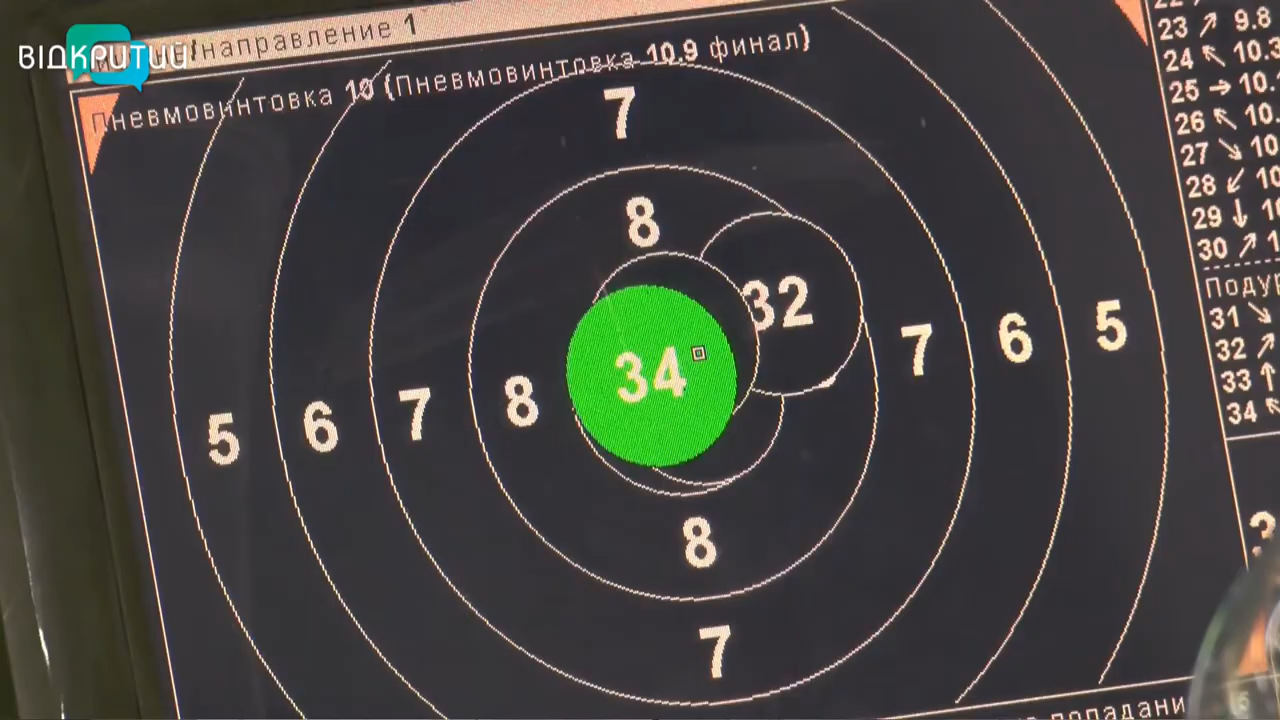 ВІДКРИТИЙ
направление 1
Пневмовинтовка 10 (Пневмовинтовка 10.9 финал)
7
8
32
34
5 6 7 8
7 6 5
8
7
23 ↗ 9.8
24 ↖ 10.3
25 → 10.
26 ↖ 10.
27 ↘ 10
28 ↙ 10
29 ↓
30 ↗ 1
31 ↘
32 ↗
33 ↑
34 ↖